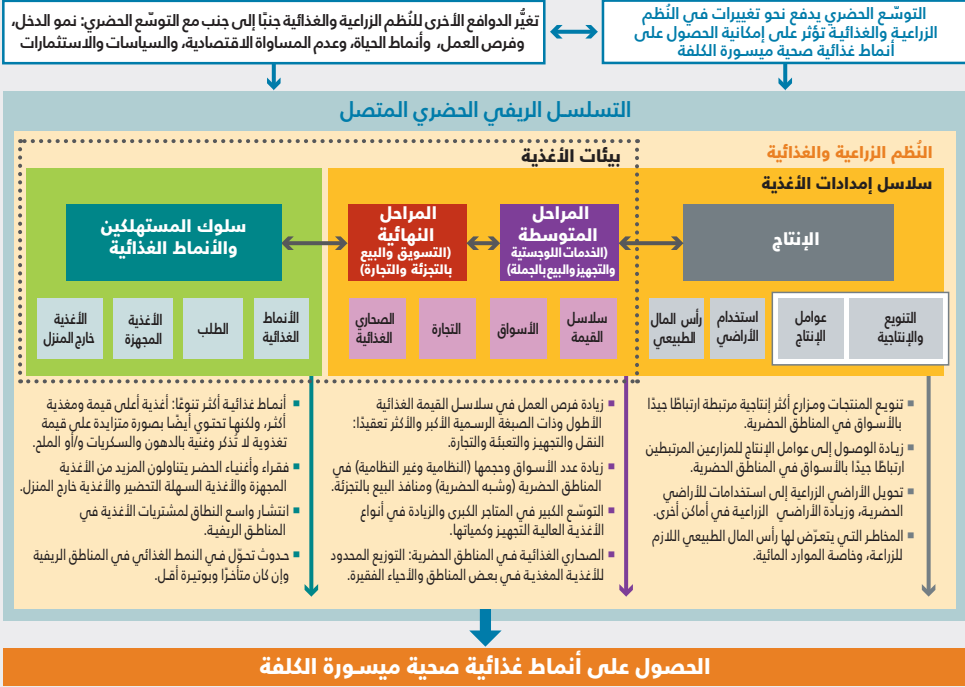 التوسّع الحضري يدفع نحو تغييرات في النُظم
الزراعية والغذائية تؤثر على إمكانية الحصول على
أنماط غذائية صحية ميسورة الكلفة
تغيُّر الدوافع الأخرى للنُظم الزراعية والغذائية جنبًا إلى جنب مع التوسّع الحضري: نمو الدخل،
وفرص العمل، وأنماط الحياة، وعدم المساواة الاقتصادية، والسياسات والاستثمارات
التسلسل الريفي الحضري المتصل
النُظم الزراعية والغذائية
بيئات الأغذية
سلاسل إمدادات الأغذية
الإنتاج
المراحل
المتوسطة
(الخدمات اللوجستية
والتجهيز والبيع بالجملة)
المراحل
النهائية
(التسويق والبيع
بالتجزئة والتجارة)
سلوك المستهلكين
والأنماط الغذائية
التنويع
والإنتاجية
عوامل
الإنتاج
استخدام
الأراضي
رأس المال
الطبيعي
سلاسل
القيمة
الأسواق
التجارة
الصحاري
الغذائية
الأنماط
الغذائية
الطلب
الأغذية
المجهزة
الأغذية
خارج المنزل
تنويع المنتجات ومزارع أكثر إنتاجية مرتبطة ارتباطًا جيدًا
بالأسواق في المناطق الحضرية.
زيادة الوصول إلى عوامل الإنتاج للمزارعين المرتبطين
ارتباطًا جيدًا بالأسواق في المناطق الحضرية.
تحويل الأراضي الزراعية إلى استخدامات للأراضي
الحضرية، وزيادة الأراضي الزراعية في أماكن أخرى.
المخاطر التي يتعرّض لها رأس المال الطبيعي اللازم
للزراعة، وخاصة الموارد المائية.
زيادة فرص العمل في سلاسل القيمة الغذائية
الأطول وذات الصبغة الرسمية الأكبر والأكثر تعقيدًا:
النقل والتجهيز والتعبئة والتجارة.
زيادة عدد الأسواق وحجمها (النظامية وغير النظامية) في
المناطق الحضرية (وشبه الحضرية) ومنافذ البيع بالتجزئة.
التوسّع الكبير في المتاجر الكبرى والزيادة في أنواع
الأغذية العالية التجهيز وكمياتها.
الصحاري الغذائية في المناطق الحضرية: التوزيع المحدود
للأغذية المغذية في بعض المناطق والأحياء الفقيرة.
أنماط غذائية أكثر تنوعًا: أغذية أعلى قيمة ومغذية
أكثر، ولكنها تحتوي أيضًا بصورة متزايدة على قيمة
تغذوية لا تُذكر وغنية بالدهون والسكريات و/أو الملح.
فقراء وأغنياء الحضر يتناولون المزيد من الأغذية
المجهزة والأغذية السهلة التحضير والأغذية خارج المنزل.
انتشار واسع النطاق لمشتريات الأغذية في
المناطق الريفية.
حدوث تحوّل في النمط الغذائي في المناطق الريفية
وإن كان متأخرًا وبوتيرة أقل.
الحصول على أنماط غذائية صحية ميسورة الكلفة